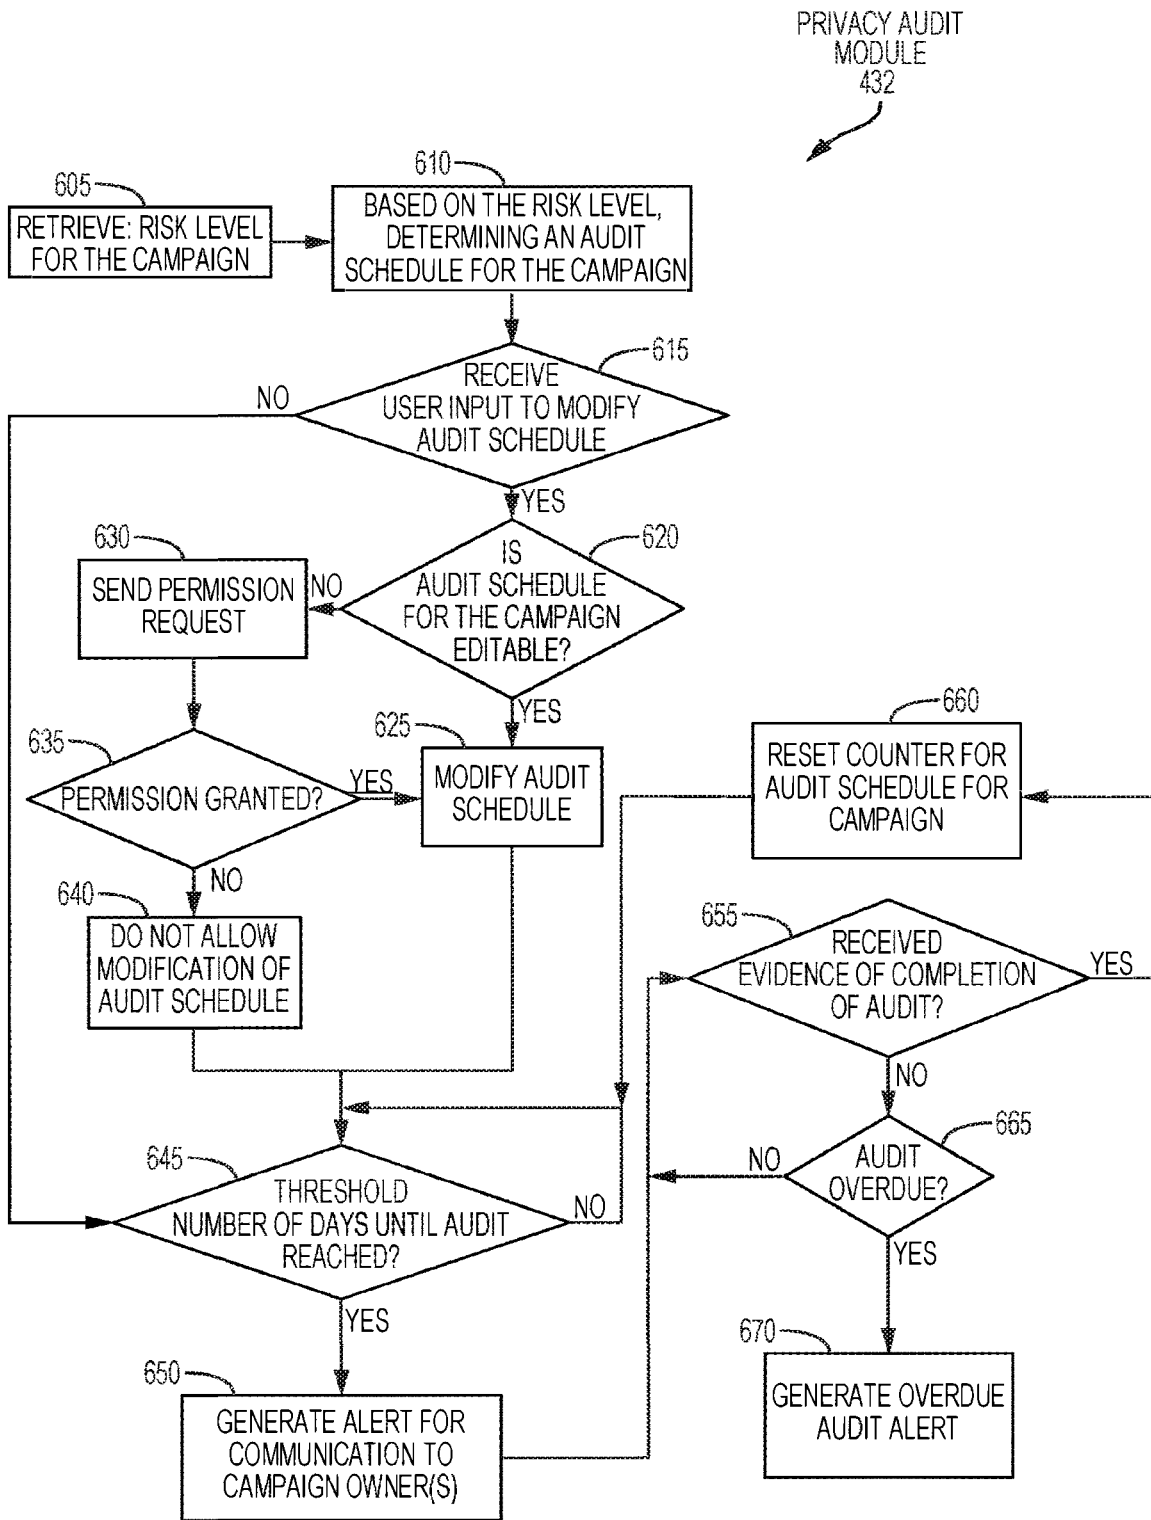 PRIVACY AUDIT
MODULE
432
605
RETRIEVE: RISK LEVEL
FOR THE CAMPAIGN
610
BASED ON THE RISK LEVEL,
DETERMINING AN AUDIT
SCHEDULE FOR THE CAMPAIGN
615
RECEIVE
USER INPUT TO MODIFY
AUDIT SCHEDULE
NO
YES
620
IS
AUDIT SCHEDULE
FOR THE CAMPAIGN
EDITABLE?
NO
YES
630
SEND PERMISSION
REQUEST
635
PERMISSION GRANTED?
YES
NO
625
MODIFY AUDIT
SCHEDULE
640
DO NOT ALLOW
MODIFICATION OF
AUDIT SCHEDULE
645
THRESHOLD
NUMBER OF DAYS UNTIL AUDIT
REACHED?
NO
YES
650
GENERATE ALERT FOR
COMMUNICATION TO
CAMPAIGN OWNER(S)
660
RESET COUNTER FOR
AUDIT SCHEDULE FOR
CAMPAIGN
655
RECEIVED
EVIDENCE OF COMPLETION
OF AUDIT?
YES
NO
665
AUDIT
OVERDUE?
NO
YES
670
GENERATE OVERDUE
AUDIT ALERT